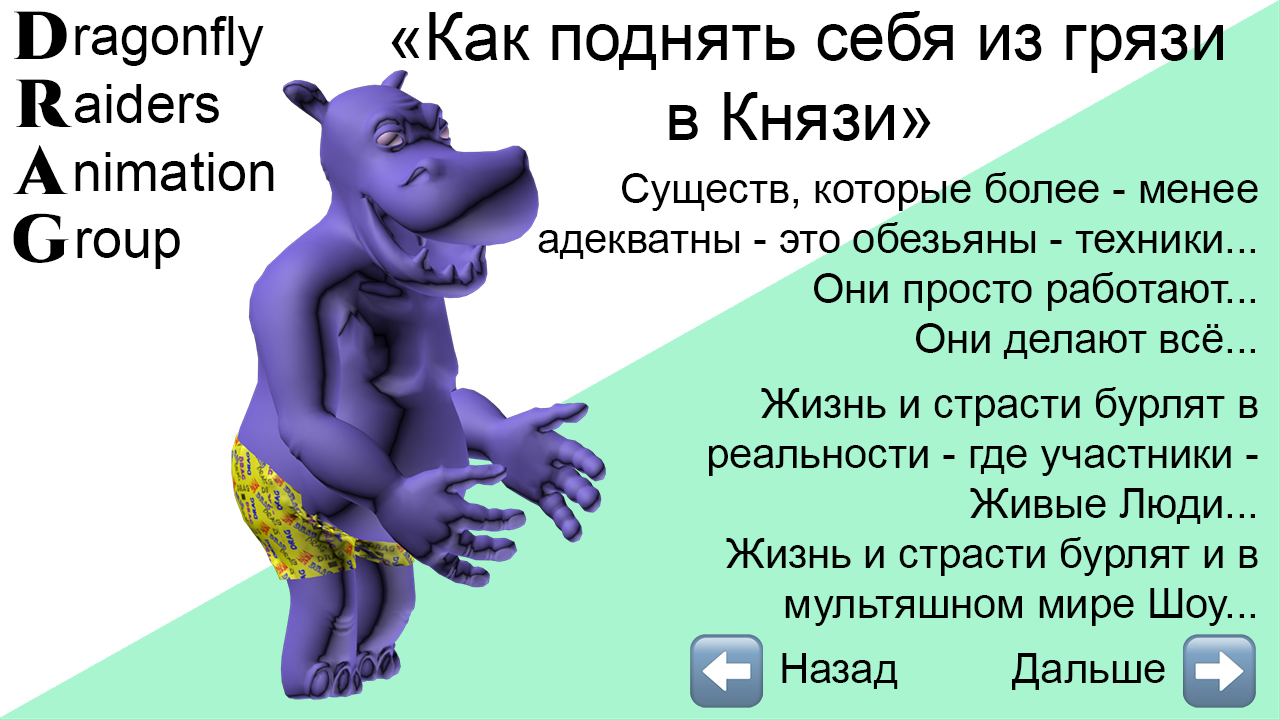 Dragonfly
Raiders
Animation
Group
«Как поднять себя из грязи
в Князи»
Существ, которые более - менее
адекватны - это обезьяны - техники...
Они просто работают...
Они делают всё...
Жизнь и страсти бурлят в
реальности - где участники -
Живые Люди...
Жизнь и страсти бурлят и в
мультяшном мире Шоу...
Назад
Дальше
DRAG